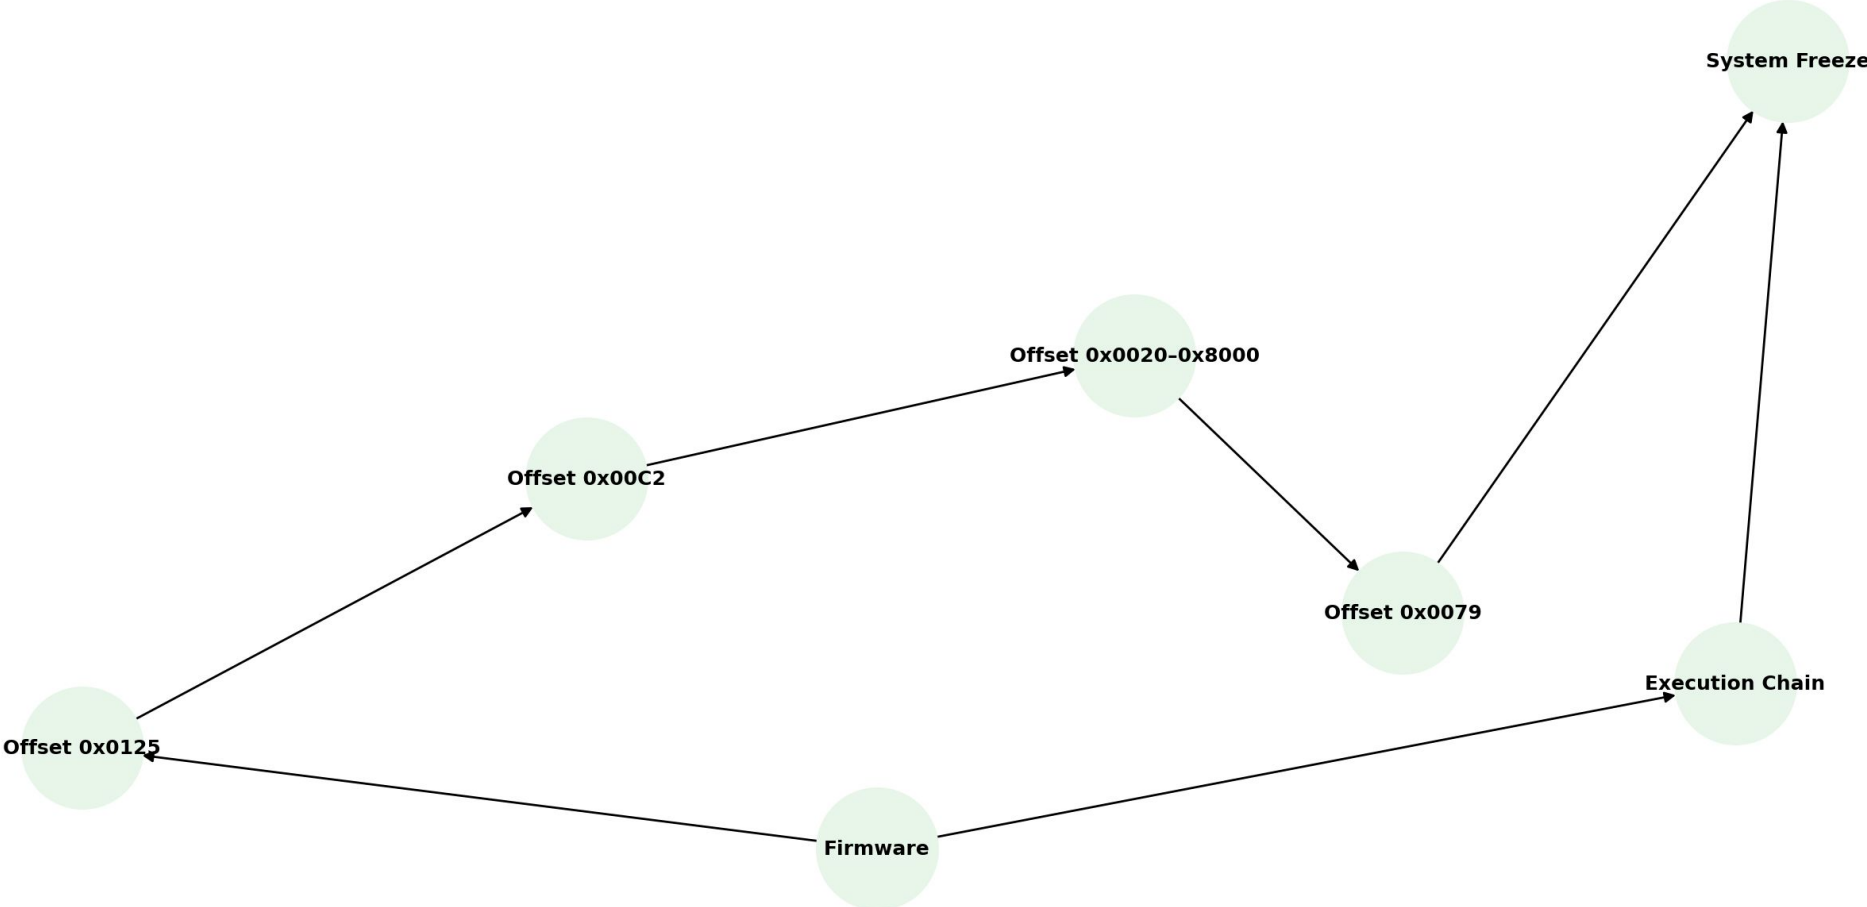 System Freeze
Offset 0x0020–0x8000
Offset 0x00C2
Offset 0x0079
Execution Chain
Offset 0x0125
Firmware